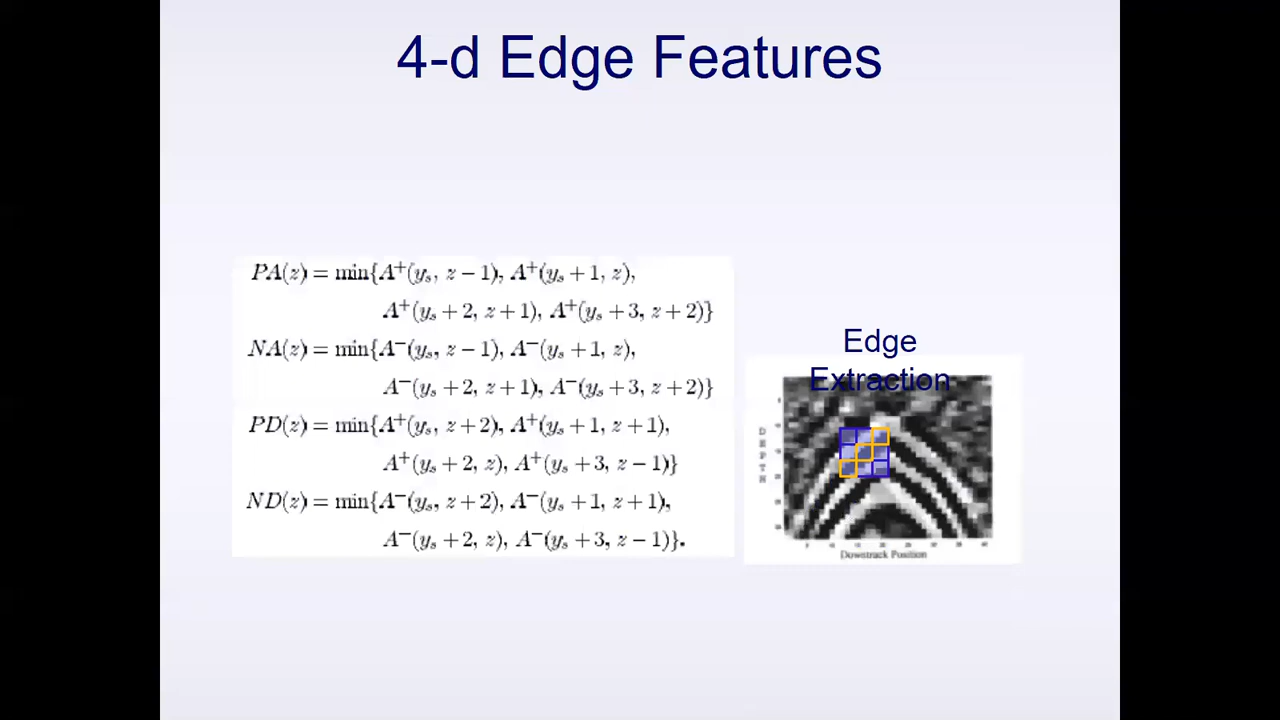 4-d Edge Features
PA(z) = min{A⁺(yₛ, z − 1), A⁺(yₛ + 1, z),
A⁺(yₛ + 2, z + 1), A⁺(yₛ + 3, z + 2)}
NA(z) = min{A⁻(yₛ, z − 1), A⁻(yₛ + 1, z),
A⁻(yₛ + 2, z + 1), A⁻(yₛ + 3, z + 2)}
PD(z) = min{A⁺(yₛ, z + 2), A⁺(yₛ + 1, z + 1),
A⁺(yₛ + 2, z), A⁺(yₛ + 3, z − 1)}
ND(z) = min{A⁻(yₛ, z + 2), A⁻(yₛ + 1, z + 1),
A⁻(yₛ + 2, z), A⁻(yₛ + 3, z − 1)}.
Edge
Extraction
Downtrack Position